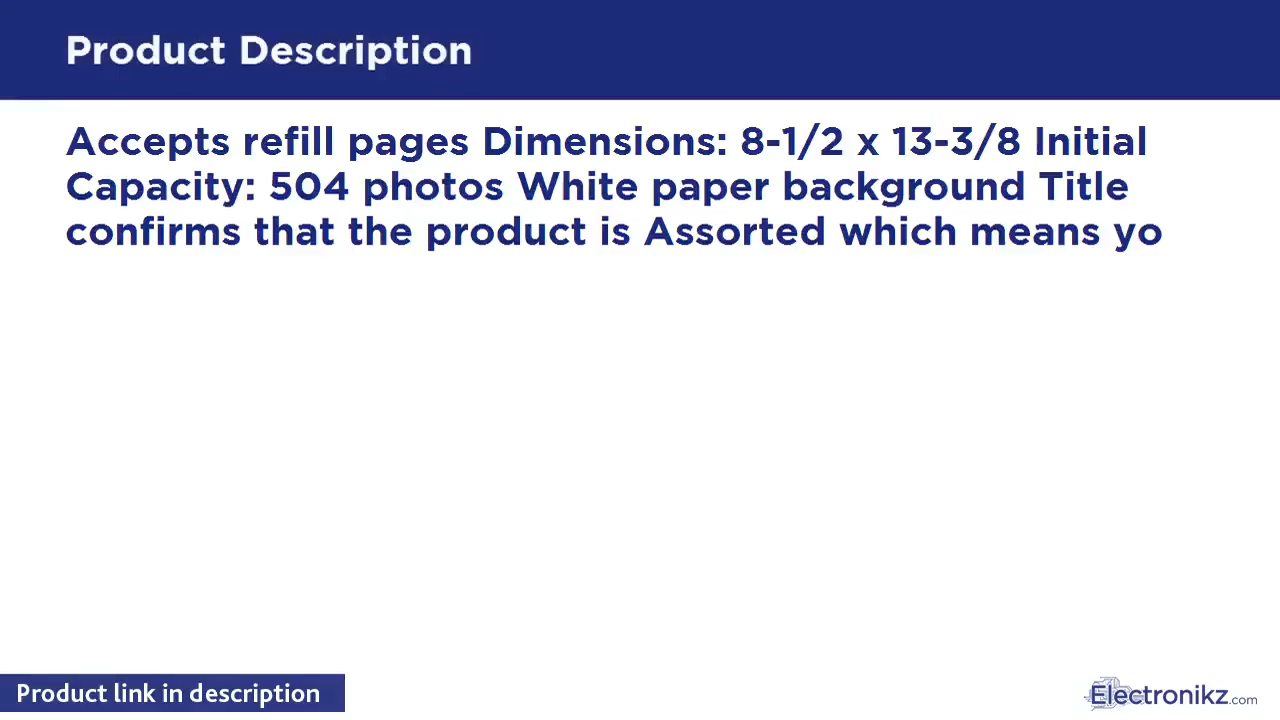 Product Description
Accepts refill pages Dimensions: 8-1/2 x 13-3/8 Initial
Capacity: 504 photos White paper background Title
confirms that the product is Assorted which means yo
Product link in description
Electronikz.com